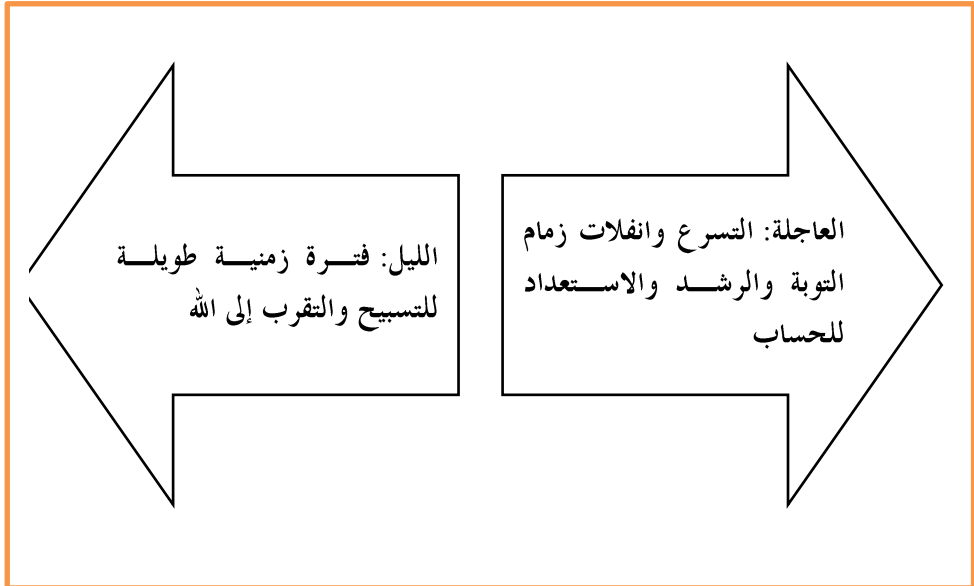 العاجلة: التسرع وانفلات زمام
التوبة والرشد والاستعداد
للحساب
الليل: فترة زمنية طويلة
للتسبيح والتقرب إلى الله